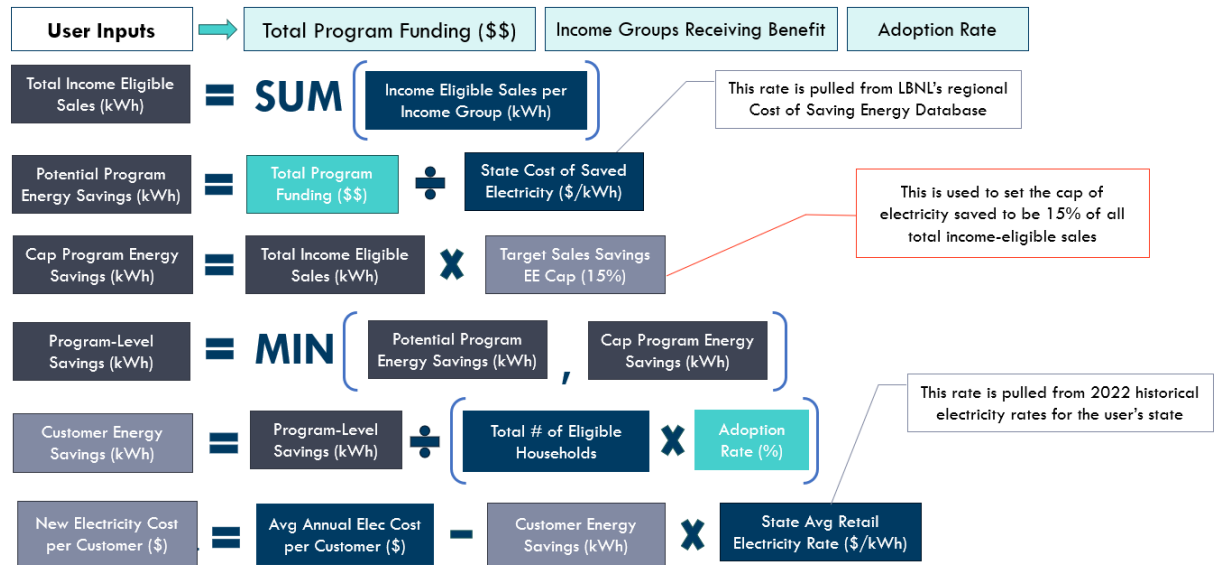 User Inputs
Total Program Funding ($$)
Income Groups Receiving Benefit
Adoption Rate
Total Income Eligible
Sales (kWh)
=
SUM
Income Eligible Sales per
Income Group (kWh)
This rate is pulled from LBNL's regional
Cost of Saving Energy Database
Potential Program
Energy Savings (kWh)
=
Total Program
Funding ($$)
÷
State Cost of Saved
Electricity ($/kWh)
This is used to set the cap of
electricity saved to be 15% of all
total income-eligible sales
Cap Program Energy
Savings (kWh)
=
Total Income Eligible
Sales (kWh)
×
Target Sales Savings
EE Cap (15%)
Program-Level
Savings (kWh)
=
MIN
Potential Program
Energy Savings (kWh)
,
Cap Program Energy
Savings (kWh)
This rate is pulled from 2022 historical
electricity rates for the user's state
Customer Energy
Savings (kWh)
=
Program-Level
Savings (kWh)
÷
Total # of Eligible
Households
×
Adoption
Rate (%)
New Electricity Cost
per Customer ($)
=
Avg Annual Elec Cost
per Customer ($)
-
Customer Energy
Savings (kWh)
×
State Avg Retail
Electricity Rate ($/kWh)